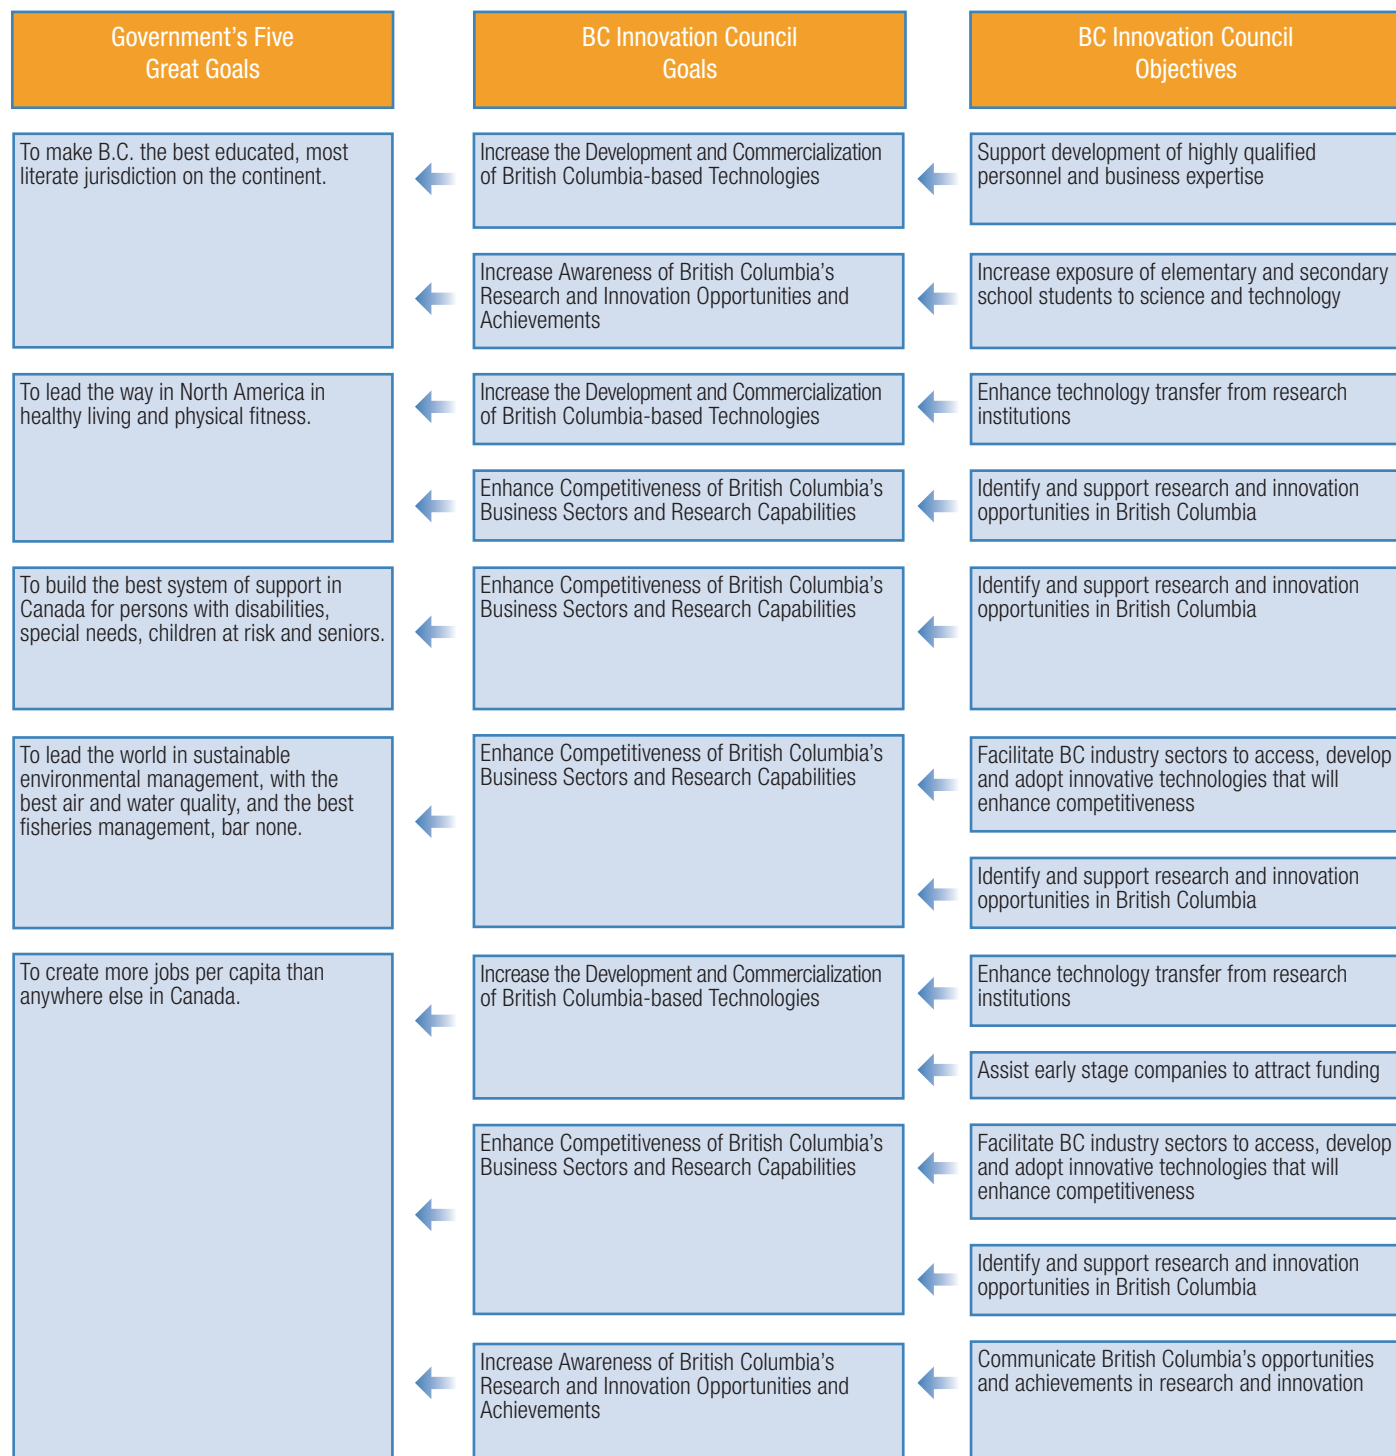 Government’s Five
Great Goals
BC Innovation Council
Goals
BC Innovation Council
Objectives
To make B.C. the best educated, most
literate jurisdiction on the continent.
Increase the Development and Commercialization
of British Columbia-based Technologies
Support development of highly qualified
personnel and business expertise
Increase Awareness of British Columbia’s
Research and Innovation Opportunities and
Achievements
Increase exposure of elementary and secondary
school students to science and technology
To lead the way in North America in
healthy living and physical fitness.
Increase the Development and Commercialization
of British Columbia-based Technologies
Enhance technology transfer from research
institutions
Enhance Competitiveness of British Columbia’s
Business Sectors and Research Capabilities
Identify and support research and innovation
opportunities in British Columbia
To build the best system of support in
Canada for persons with disabilities,
special needs, children at risk and seniors.
Enhance Competitiveness of British Columbia’s
Business Sectors and Research Capabilities
Identify and support research and innovation
opportunities in British Columbia
To lead the world in sustainable
environmental management, with the
best air and water quality, and the best
fisheries management, bar none.
Enhance Competitiveness of British Columbia’s
Business Sectors and Research Capabilities
Facilitate BC industry sectors to access, develop
and adopt innovative technologies that will
enhance competitiveness
Identify and support research and innovation
opportunities in British Columbia
To create more jobs per capita than
anywhere else in Canada.
Increase the Development and Commercialization
of British Columbia-based Technologies
Enhance technology transfer from research
institutions
Assist early stage companies to attract funding
Enhance Competitiveness of British Columbia’s
Business Sectors and Research Capabilities
Facilitate BC industry sectors to access, develop
and adopt innovative technologies that will
enhance competitiveness
Identify and support research and innovation
opportunities in British Columbia
Increase Awareness of British Columbia’s
Research and Innovation Opportunities and
Achievements
Communicate British Columbia’s opportunities
and achievements in research and innovation